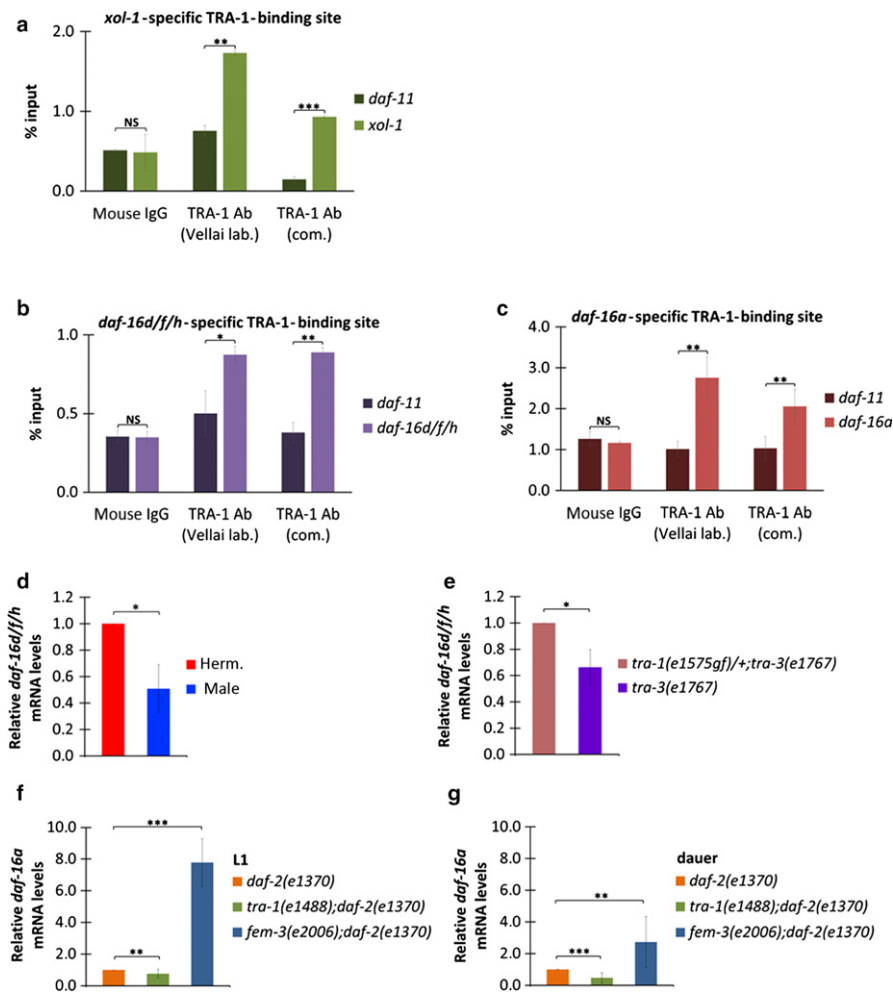 a
xol-1-specific TRA-1-binding site
% input
2.0
1.0
0.0
NS
**
***
Mouse IgG
TRA-1 Ab
(Vellai lab.)
TRA-1 Ab
(com.)
daf-11
xol-1
b
daf-16d/f/h-specific TRA-1-binding site
% input
1.0
0.5
0.0
NS
*
**
Mouse IgG
TRA-1 Ab
(Vellai lab.)
TRA-1 Ab
(com.)
daf-11
daf-16d/f/h
c
daf-16a-specific TRA-1-binding site
% input
4.0
3.0
2.0
1.0
0.0
NS
**
**
Mouse IgG
TRA-1 Ab
(Vellai lab.)
TRA-1 Ab
(com.)
daf-11
daf-16a
d
Relative daf-16d/f/h
mRNA levels
1.2
1.0
0.8
0.6
0.4
0.2
0.0
*
Herm.
Male
e
Relative daf-16d/f/h
mRNA levels
1.2
1.0
0.8
0.6
0.4
0.2
0.0
*
tra-1(e1575gf)/+;tra-3(e1767)
tra-3(e1767)
f
Relative daf-16a
mRNA levels
10.0
8.0
6.0
4.0
2.0
0.0
***
**
L1
daf-2(e1370)
tra-1(e1488);daf-2(e1370)
fem-3(e2006);daf-2(e1370)
g
Relative daf-16a
mRNA levels
10.0
8.0
6.0
4.0
2.0
0.0
**
***
dauer
daf-2(e1370)
tra-1(e1488);daf-2(e1370)
fem-3(e2006);daf-2(e1370)